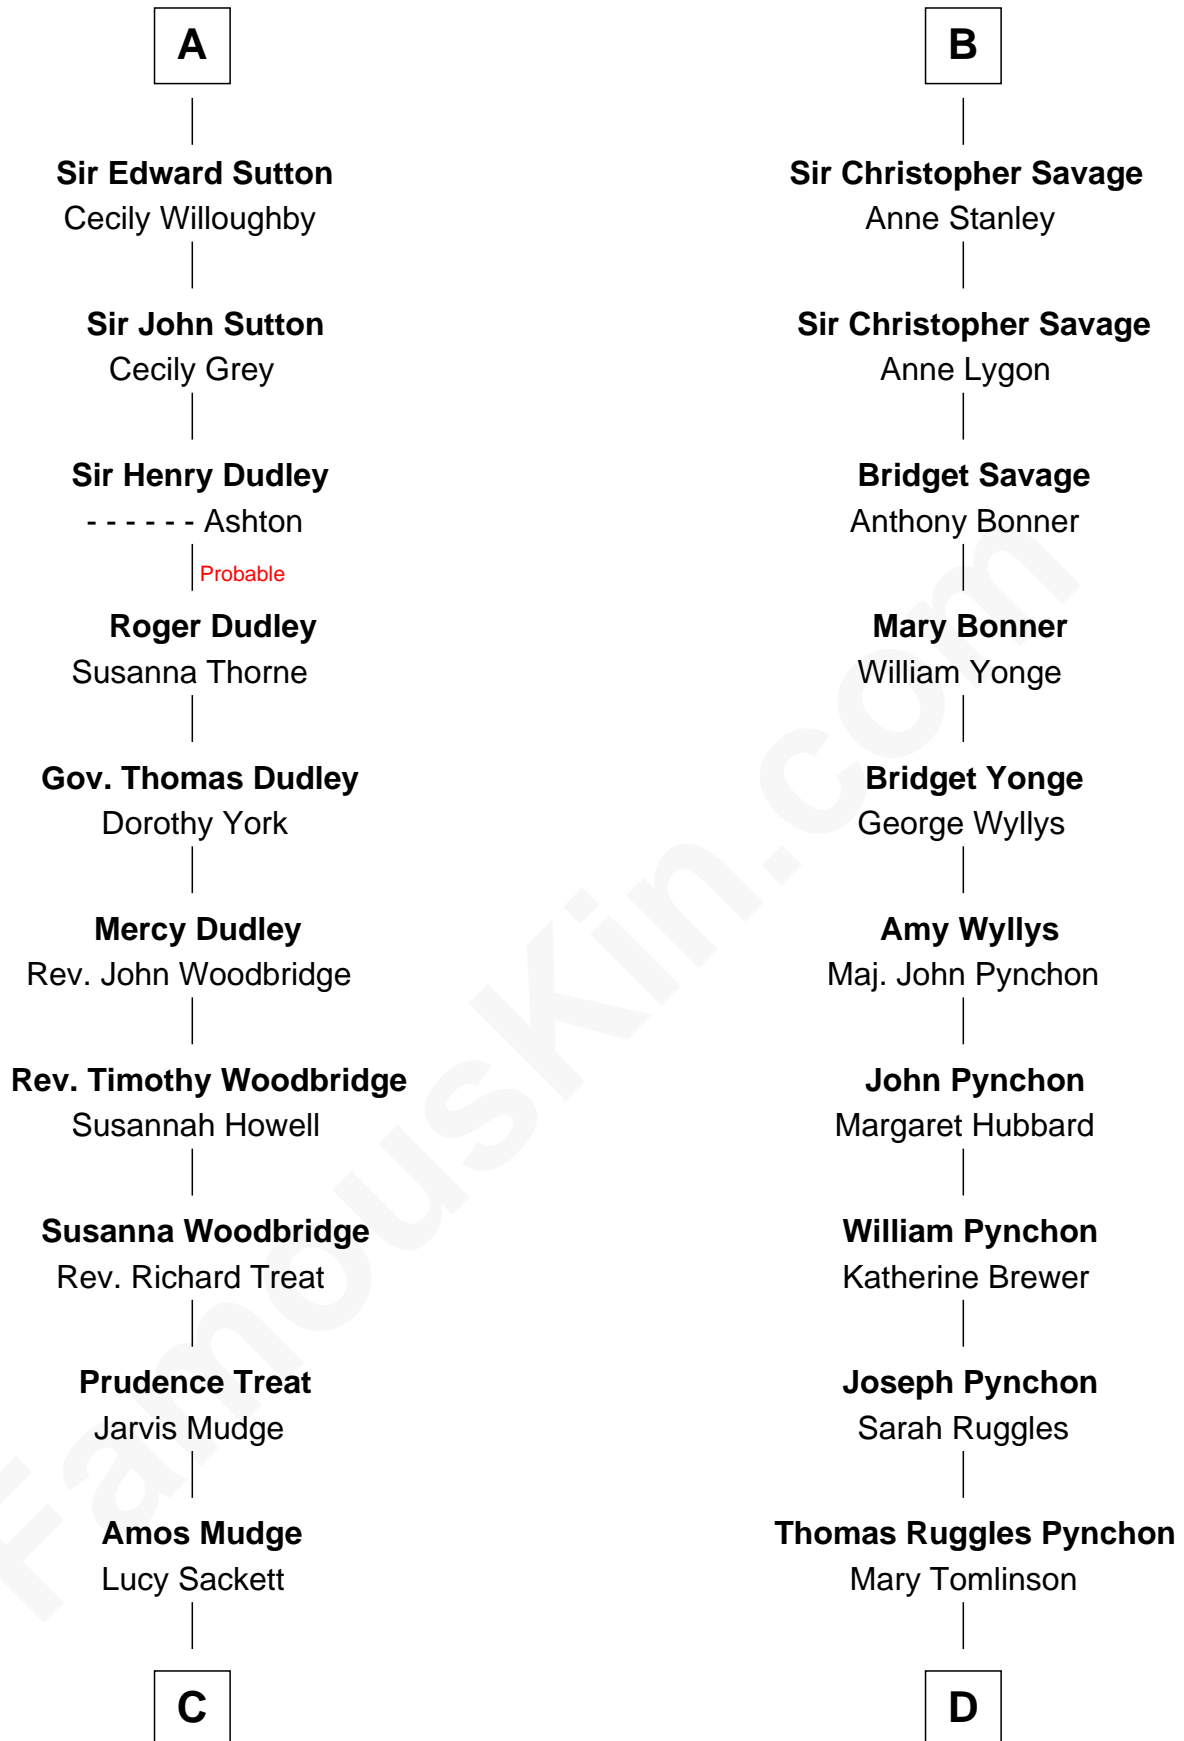 A
Sir Edward Sutton
Cecily Willoughby
Sir John Sutton
Cecily Grey
Sir Henry Dudley
- - - - - - Ashton
Probable
Roger Dudley
Susanna Thorne
Gov. Thomas Dudley
Dorothy York
Mercy Dudley
Rev. John Woodbridge
Rev. Timothy Woodbridge
Susannah Howell
Susanna Woodbridge
Rev. Richard Treat
Prudence Treat
Jarvis Mudge
Amos Mudge
Lucy Sackett
C
B
Sir Christopher Savage
Anne Stanley
Sir Christopher Savage
Anne Lygon
Bridget Savage
Anthony Bonner
Mary Bonner
William Yonge
Bridget Yonge
George Wyllys
Amy Wyllys
Maj. John Pynchon
John Pynchon
Margaret Hubbard
William Pynchon
Katherine Brewer
Joseph Pynchon
Sarah Ruggles
Thomas Ruggles Pynchon
Mary Tomlinson
D
FamousKin.com